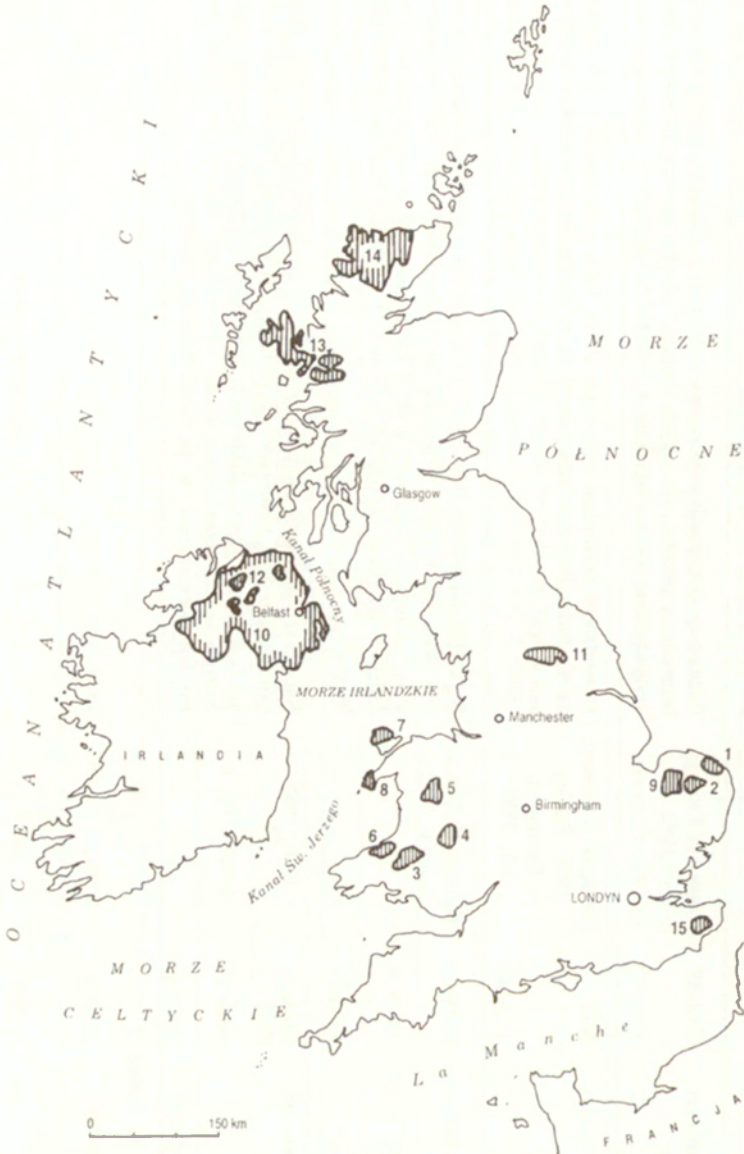 OCEAN ATLANTYCKI
14
13
MORZE
PÓŁNOCNE
Glasgow
Kanał Północny
12
Belfast
10
11
MORZE IRLANDZKIE
Manchester
7
IRLANDIA
1
8
5
9
2
Birmingham
Kanał Św. Jerzego
6
4
3
LONDYN
15
MORZE
CELTYCKIE
La Manche
0
150 km
FRANCJA